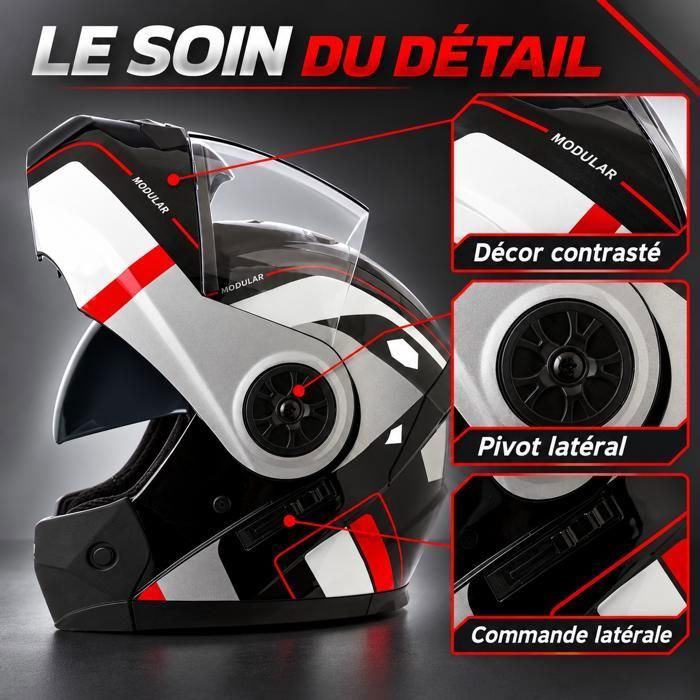 LE SOIN DU DÉTAIL
MODULAR
MODULAR
MODULAR
Décor contrasté
Pivot latéral
Commande latérale